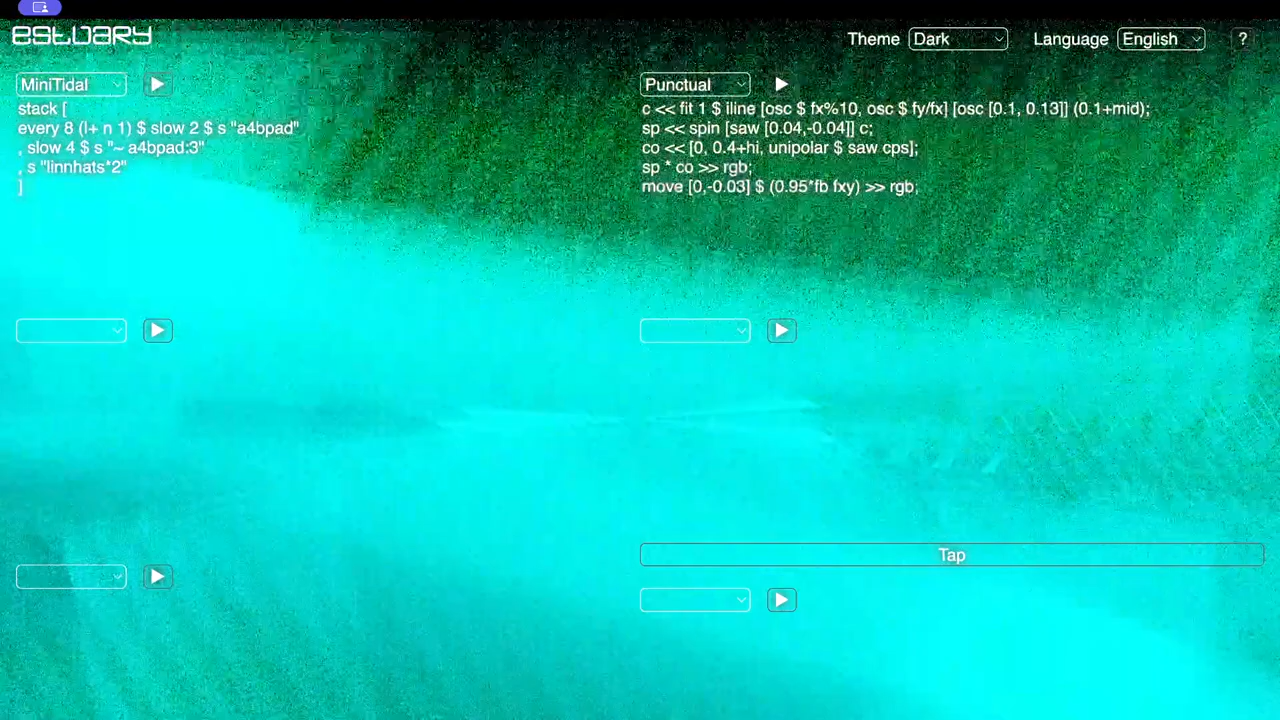 estuary
Theme Dark Language English ?
MiniTidal
stack [
every 8 (|+ n 1) $ slow 2 $ s "a4bpad"
, slow 4 $ s "~ a4bpad:3"
, s "linnhats*2"
]
Punctual
c << fit 1 $ iline [osc $ fx%10, osc $ fy/fx] [osc [0.1, 0.13]] (0.1+mid);
sp << spin [saw [0.04,-0.04]] c;
co << [0, 0.4+hi, unipolar $ saw cps];
sp * co >> rgb;
move [0,-0.03] $ (0.95*fb fxy) >> rgb;
Tap